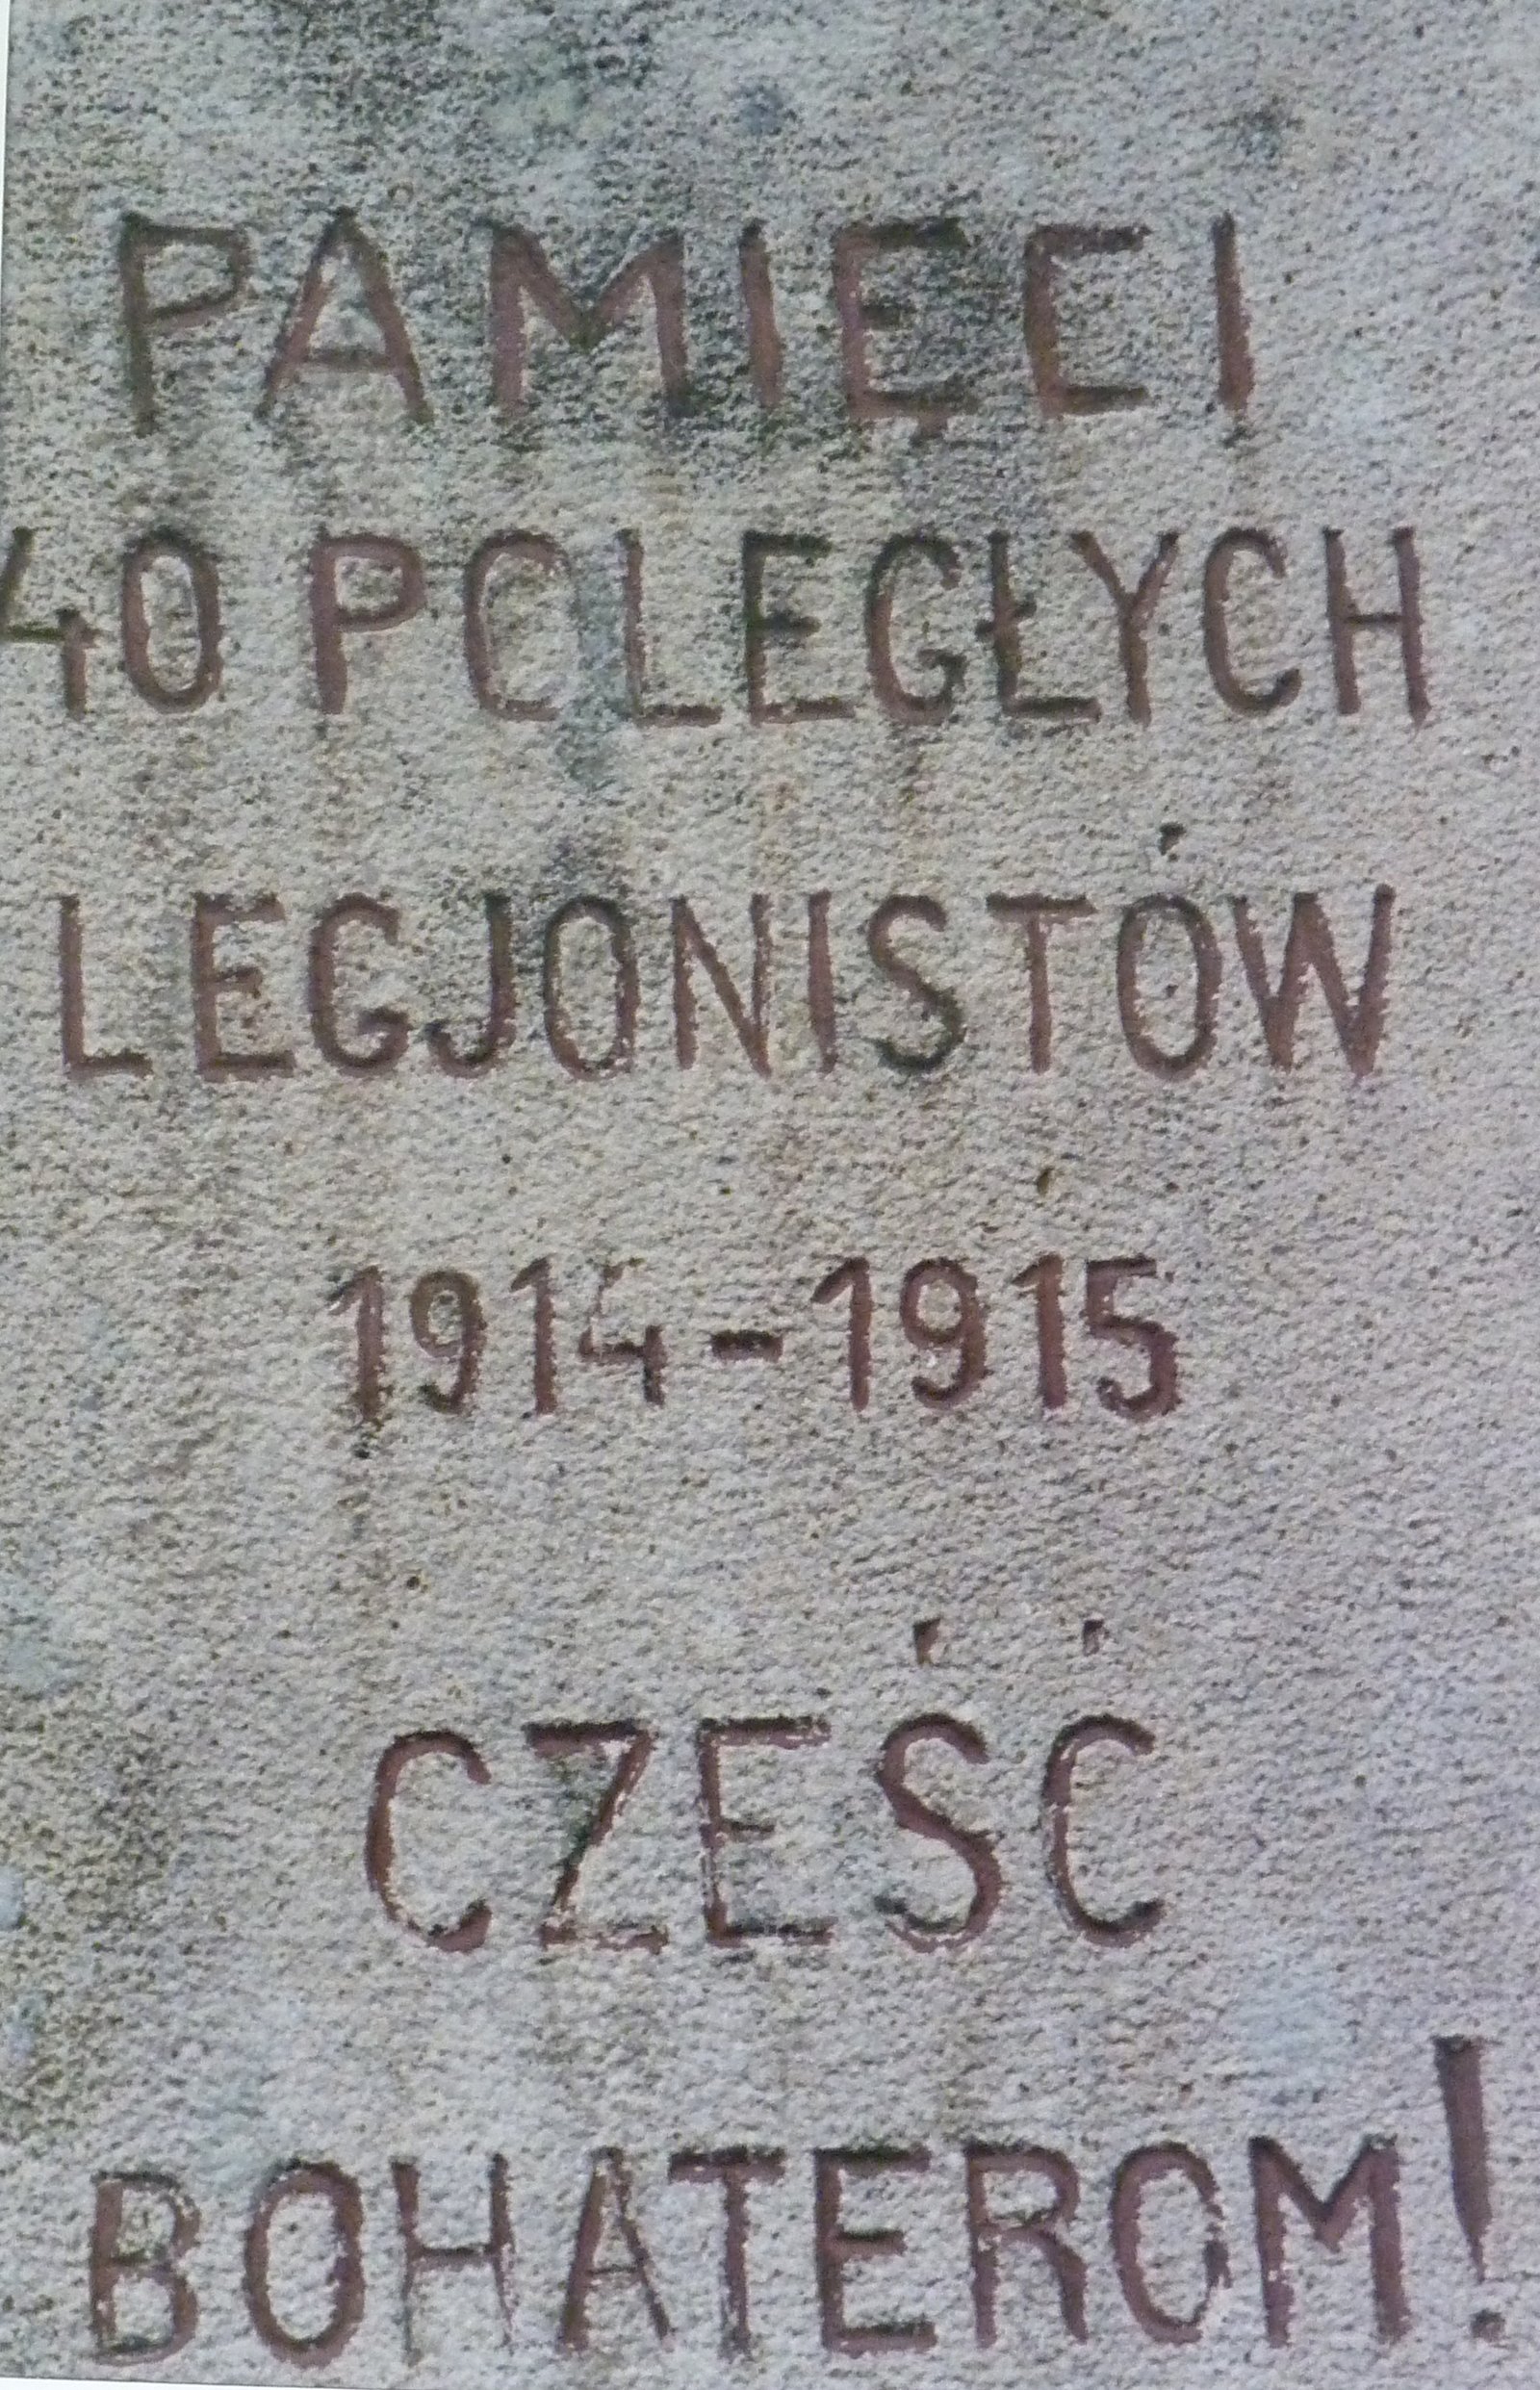 PAMIĘCI
40 POLEGŁYCH
LEGJONISTÓW
1914-1915
CZEŚĆ
BOHATEROM!